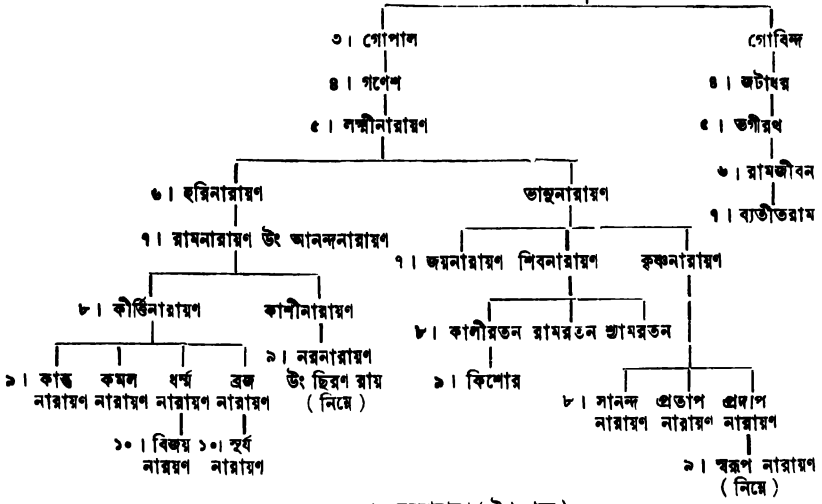 ৩। গোপাল গোবিন্দ
৪। গণেশ ৪। জটাধর
৫। লক্ষ্মীনারায়ণ ৫। ভগীরথ
৬। রামজীবন
৬। হরিনারায়ণ ভানুনারায়ণ
৭। ব্যতীতরাম
৭। রামনারায়ণ উং আনন্দনারায়ণ
৭। জয়নারায়ণ শিবনারায়ণ কৃষ্ণনারায়ণ
৮। কীর্ত্তিনারায়ণ কাশীনারায়ণ
৮। কালীরতন রামরতন শ্যামরতন
৯। নরনারায়ণ
৯। কান্ত কমল ধর্ম্ম ব্রজ উং ছিরণ রায় ৯। কিশোর
নারায়ণ নারায়ণ নারায়ণ নারায়ণ (নিম্নে)
৮। সানন্দ প্রতাপ প্রদীপ
নারায়ণ নারায়ণ নারায়ণ
১০। বিজয় ১০। সূর্য
নারায়ণ নারায়ণ
৯। স্বরূপ নারায়ণ
(নিম্নে)